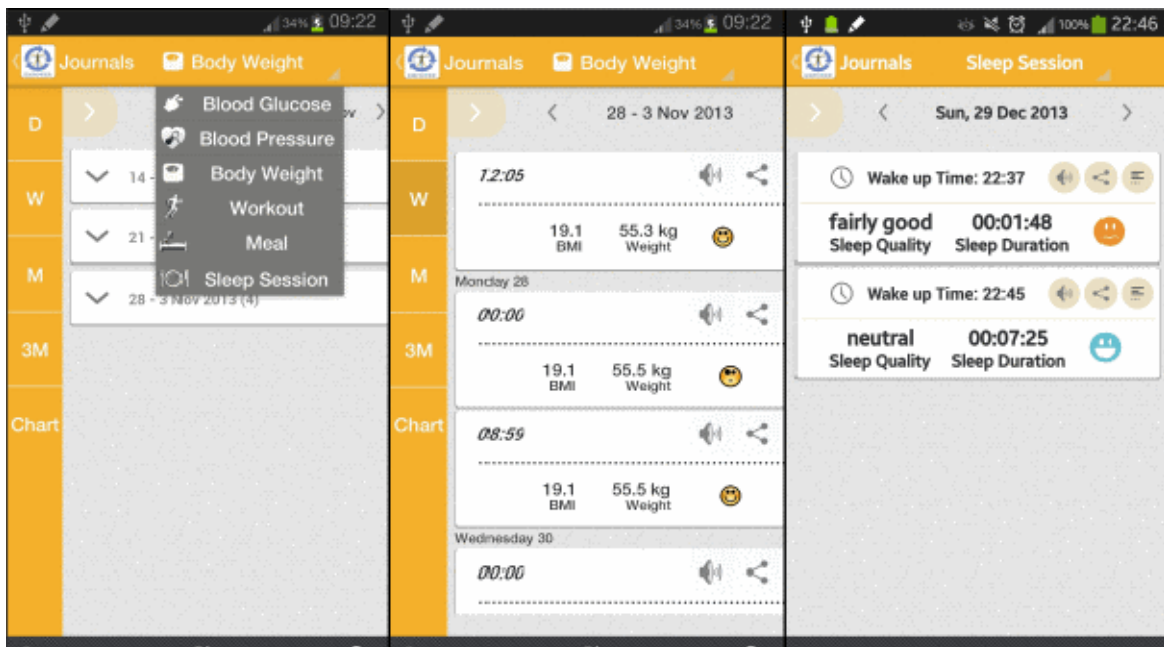 34% 09:22
Journals Body Weight
Blood Glucose
Blood Pressure
Body Weight
Workout
Meal
Sleep Session
D
W
M
3M
Chart
14 -
21 -
28 - 3 Nov 2013 (4)
34% 09:22
Journals Body Weight
D
W
M
3M
Chart
28 - 3 Nov 2013
12:05
19.1 55.3 kg
BMI Weight
Monday 28
00:00
19.1 55.5 kg
BMI Weight
08:59
19.1 55.5 kg
BMI Weight
Wednesday 30
00:00
100% 22:46
Journals Sleep Session
Sun, 29 Dec 2013
Wake up Time: 22:37
fairly good 00:01:48
Sleep Quality Sleep Duration
Wake up Time: 22:45
neutral 00:07:25
Sleep Quality Sleep Duration